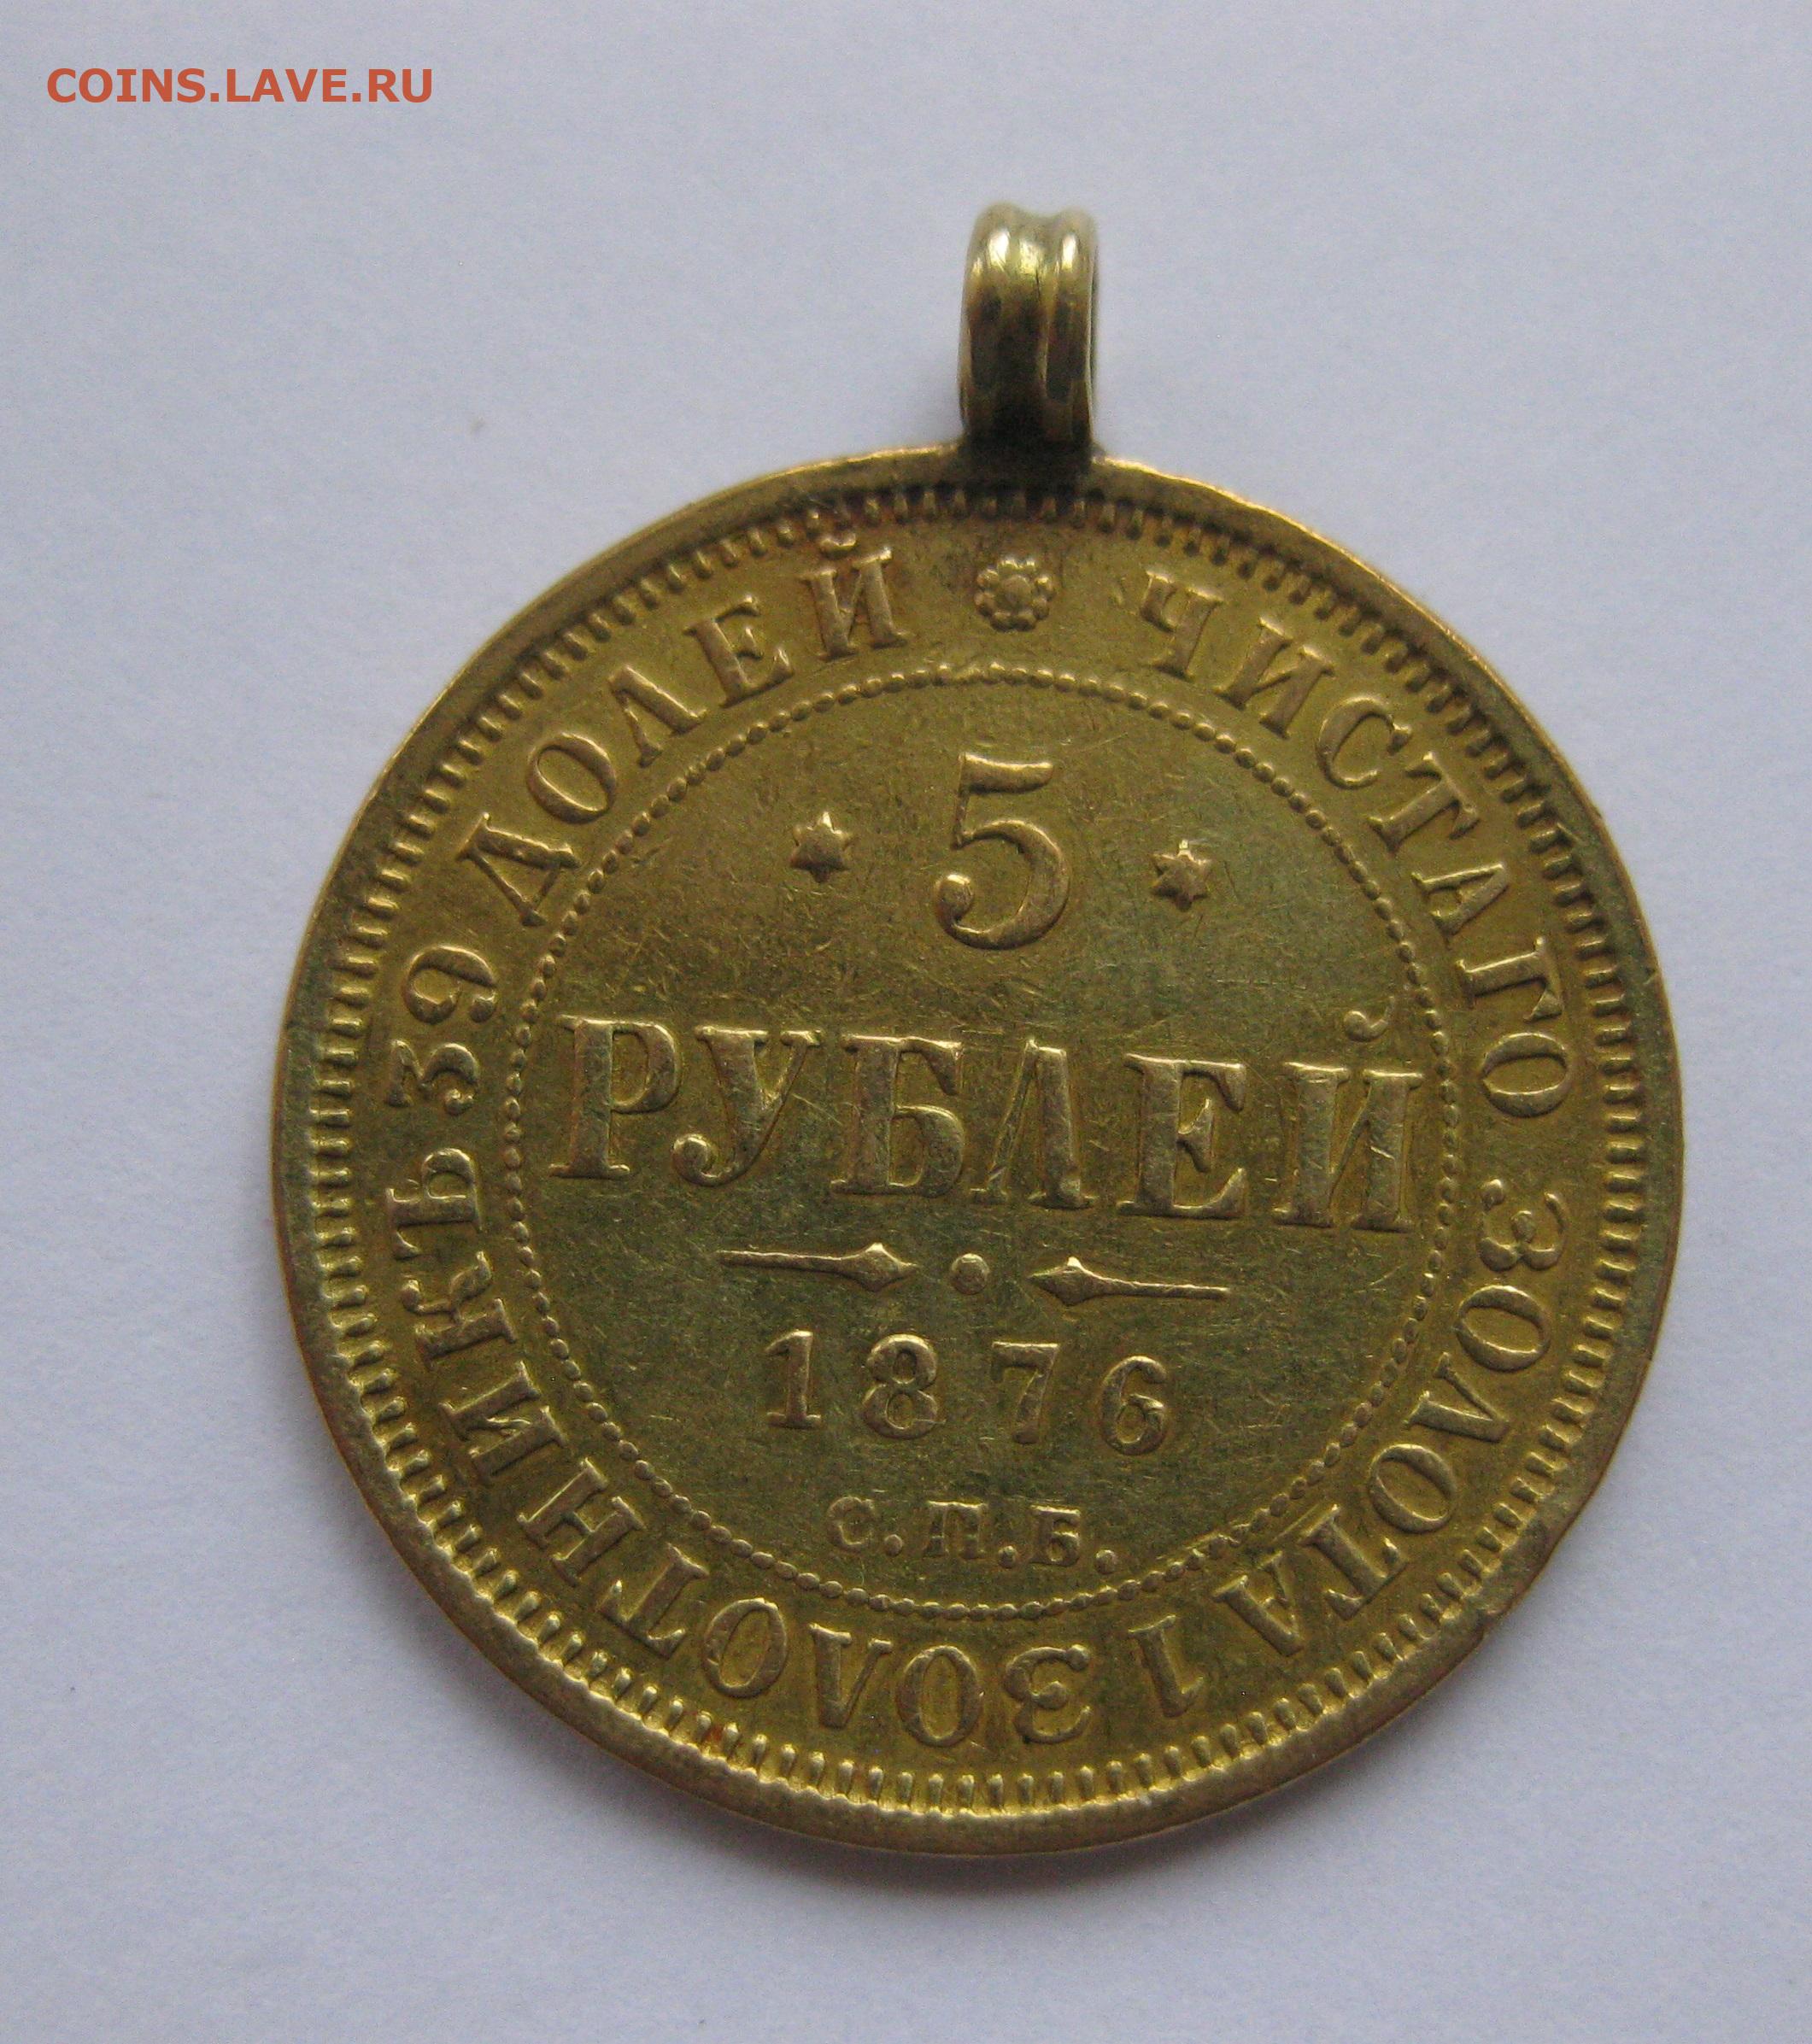 COINS.LAVE.RU
ЧИСТАГО ЗОЛОТА 1 ЗОЛОТНИКЪ 39 ДОЛЕЙ
5
РУБЛЕЙ
1876
С.П.Б.